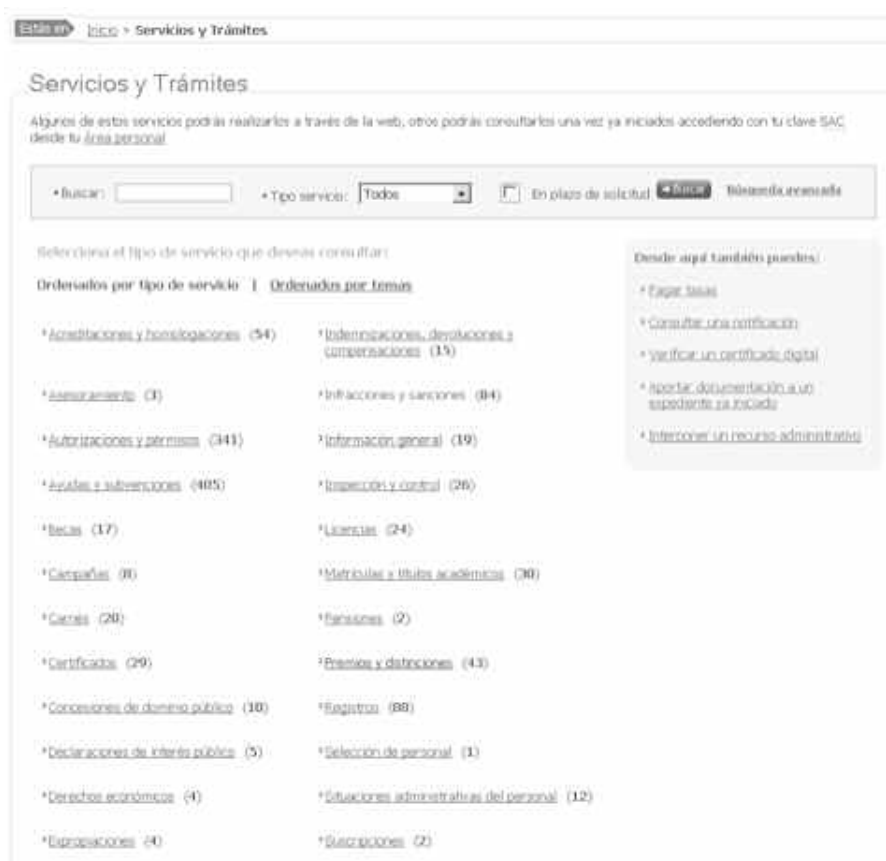 Estás en Inicio > Servicios y Trámites
Servicios y Trámites
Algunos de estos servicios podrás realizarlos a través de la web, otros podrás consultarlos una vez ya iniciados accediendo con tu clave SAC
desde tu área personal
Buscar: Tipo servicio: Todos En plazo de solicitud Buscar Búsqueda avanzada
Selecciona el tipo de servicio que deseas consultar:
Ordenados por tipo de servicio | Ordenados por temas
Acreditaciones y homologaciones (54)
Asesoramiento (3)
Autorizaciones y permisos (341)
Ayudas y subvenciones (405)
Becas (17)
Campañas (8)
Carnés (20)
Certificados (29)
Concesiones de dominio público (10)
Declaraciones de interés público (5)
Derechos económicos (4)
Expropiaciones (4)
Indemnizaciones, devoluciones y
compensaciones (15)
Infracciones y sanciones (84)
Información general (19)
Inspección y control (26)
Licencias (24)
Matrículas y títulos académicos (30)
Pensiones (2)
Premios y distinciones (43)
Registros (88)
Selección de personal (1)
Situaciones administrativas del personal (12)
Suscripciones (2)
Desde aquí también puedes:
Pagar tasas
Consultar una notificación
Verificar un certificado digital
Aportar documentación a un
expediente ya iniciado
Interponer un recurso administrativo